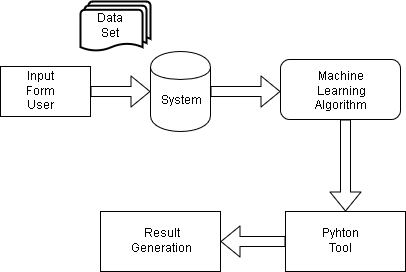 Data
Set
Input
Form
User
System
Machine
Learning
Algorithm
Result
Generation
Pyhton
Tool